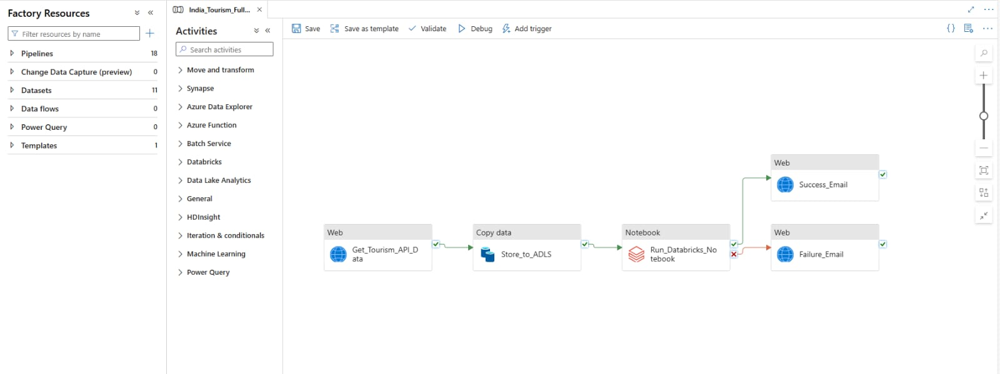 Factory Resources
Filter resources by name
Pipelines 18
Change Data Capture (preview) 0
Datasets 11
Data flows 0
Power Query 0
Templates 1
India_Tourism_Full...
Activities
Search activities
Move and transform
Synapse
Azure Data Explorer
Azure Function
Batch Service
Databricks
Data Lake Analytics
General
HDInsight
Iteration & conditionals
Machine Learning
Power Query
Save Save as template Validate Debug Add trigger
Web
Get_Tourism_API_D
ata
Copy data
Store_to_ADLS
Notebook
Run_Databricks_No
tebook
Web
Success_Email
Web
Failure_Email